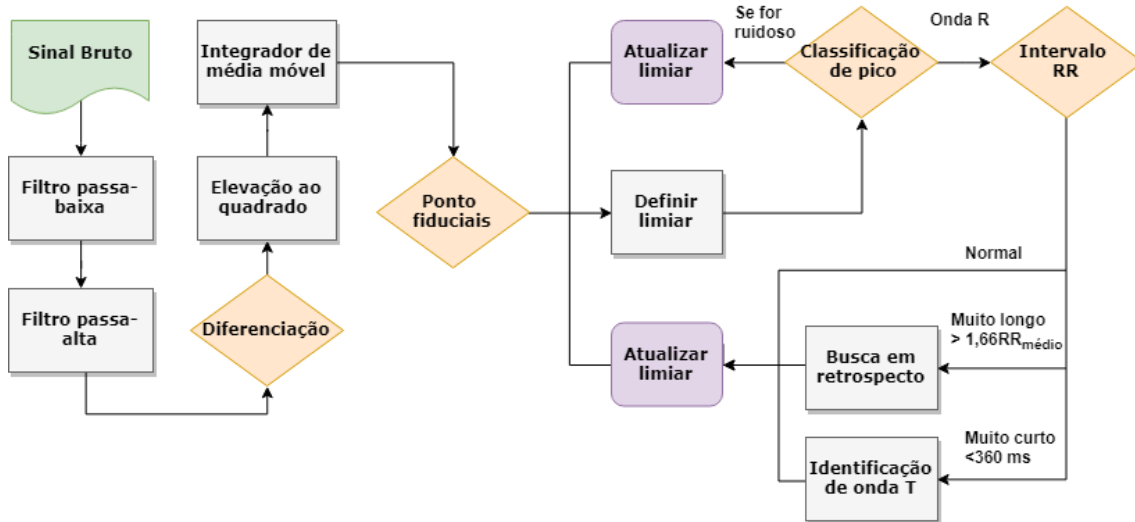 Sinal Bruto
Filtro passa-
baixa
Filtro passa-
alta
Diferenciação
Elevação ao
quadrado
Integrador de
média móvel
Ponto
fiduciais
Definir
limiar
Atualizar
limiar
Se for
ruidoso
Classificação
de pico
Onda R
Intervalo
RR
Normal
Muito longo
> 1,66RRmédio
Busca em
retrospecto
Atualizar
limiar
Muito curto
<360 ms
Identificação
de onda T